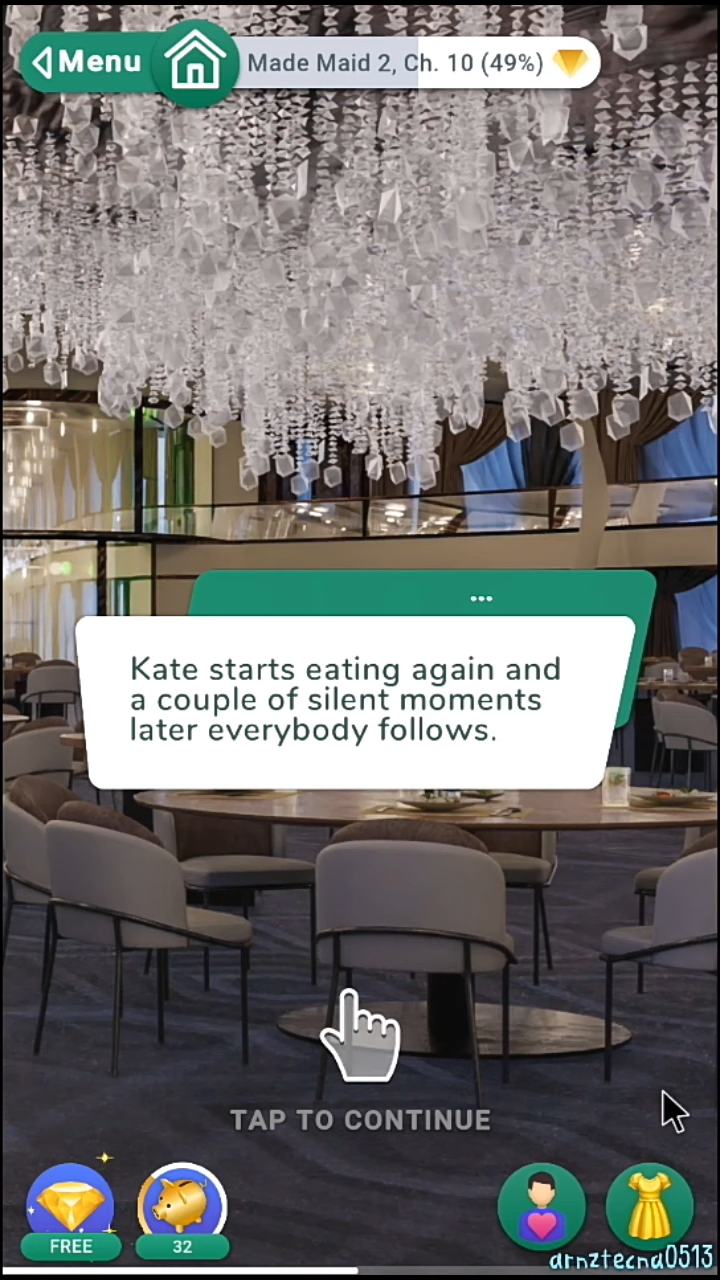 Menu
Made Maid 2, Ch. 10 (49%)
...
Kate starts eating again and
a couple of silent moments
later everybody follows.
TAP TO CONTINUE
FREE
32
arnztecna0513